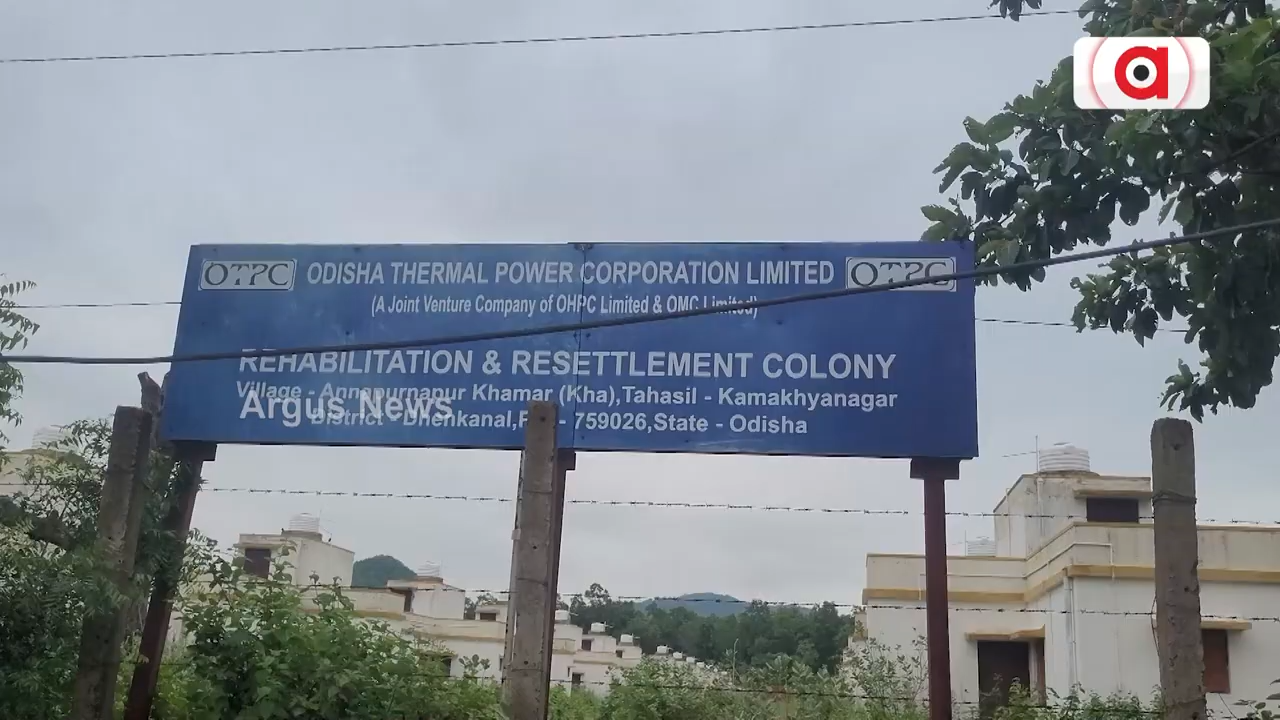 OTPC ODISHA THERMAL POWER CORPORATION LIMITED OTPC
(A Joint Venture Company of OHPC Limited & OMC Limited)
REHABILITATION & RESETTLEMENT COLONY
Village - Annapurnapur Khamar (Kha),Tahasil - Kamakhyanagar
Argus News
District - Dhenkanal, - 759026,State - Odisha
a